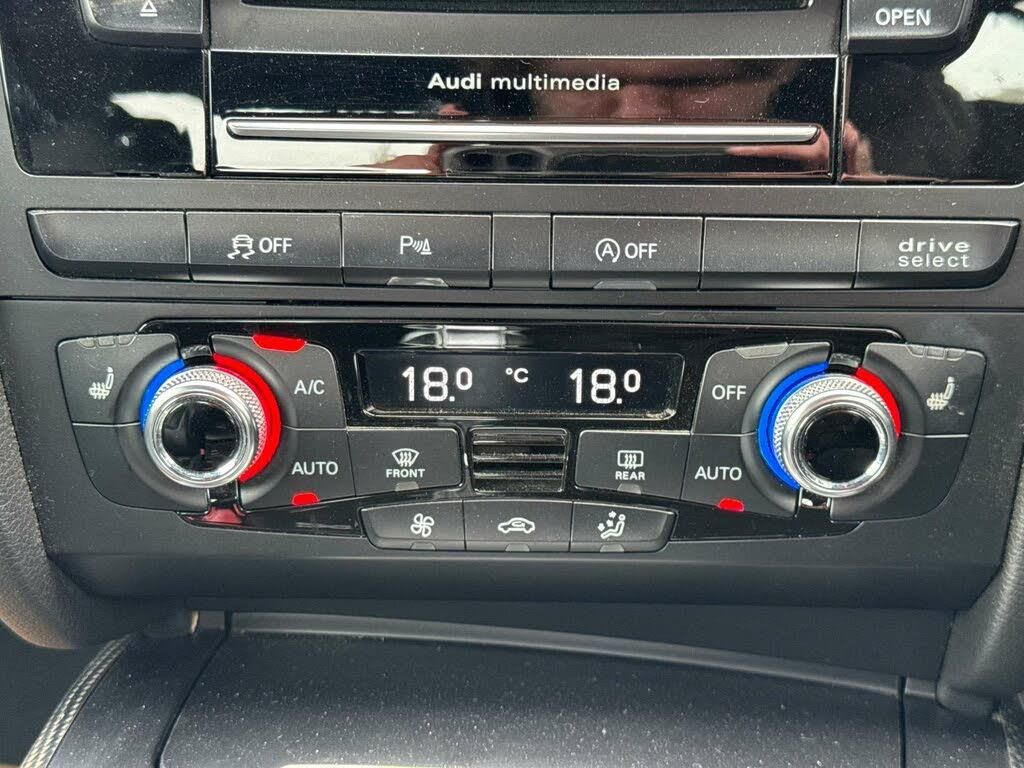 OPEN
Audi multimedia
OFF
P
A OFF
drive
select
A/C
18.0 °C 18.0
OFF
AUTO
FRONT
REAR
AUTO